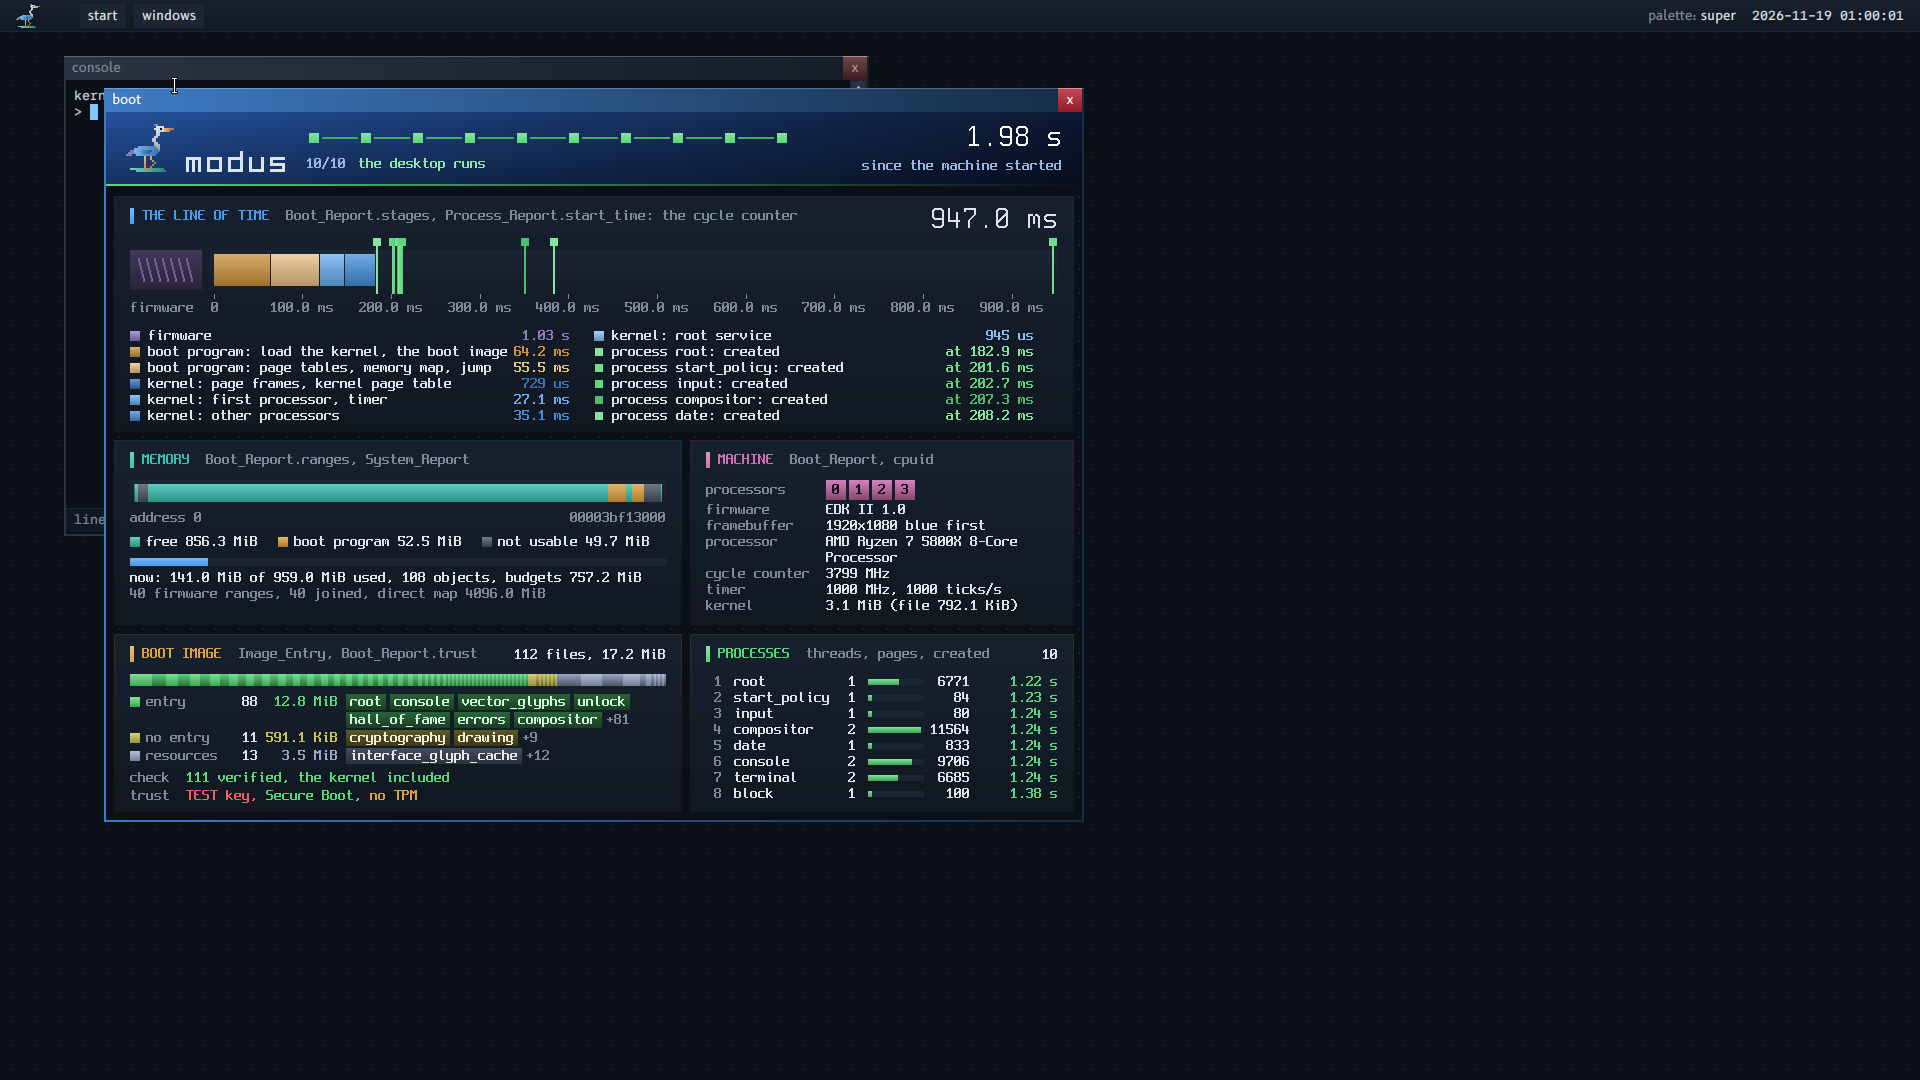 start windows palette: super 2026-11-19 01:00:01
console x
kern
> 
boot x
modus
10/10 the desktop runs
1.98 s
since the machine started
THE LINE OF TIME Boot_Report.stages, Process_Report.start_time: the cycle counter 947.0 ms
firmware 0 100.0 ms 200.0 ms 300.0 ms 400.0 ms 500.0 ms 600.0 ms 700.0 ms 800.0 ms 900.0 ms
firmware 1.03 s kernel: root service 945 us
boot program: load the kernel, the boot image 64.2 ms process root: created at 182.9 ms
boot program: page tables, memory map, jump 55.5 ms process start_policy: created at 201.6 ms
kernel: page frames, kernel page table 729 us process input: created at 202.7 ms
kernel: first processor, timer 27.1 ms process compositor: created at 207.3 ms
kernel: other processors 35.1 ms process date: created at 208.2 ms
MEMORY Boot_Report.ranges, System_Report
address 0 00003bf13000
free 856.3 MiB boot program 52.5 MiB not usable 49.7 MiB
now: 141.0 MiB of 959.0 MiB used, 108 objects, budgets 757.2 MiB
40 firmware ranges, 40 joined, direct map 4096.0 MiB
line
MACHINE Boot_Report, cpuid
processors 0 1 2 3
firmware EDK II 1.0
framebuffer 1920x1080 blue first
processor AMD Ryzen 7 5800X 8-Core
Processor
cycle counter 3799 MHz
timer 1000 MHz, 1000 ticks/s
kernel 3.1 MiB (file 792.1 KiB)
BOOT IMAGE Image_Entry, Boot_Report.trust 112 files, 17.2 MiB
entry 88 12.8 MiB root console vector_glyphs unlock
hall_of_fame errors compositor +81
no entry 11 591.1 KiB cryptography drawing +9
resources 13 3.5 MiB interface_glyph_cache +12
check 111 verified, the kernel included
trust TEST key, Secure Boot, no TPM
PROCESSES threads, pages, created 10
1 root 1 6771 1.22 s
2 start_policy 1 84 1.23 s
3 input 1 80 1.24 s
4 compositor 2 11564 1.24 s
5 date 1 833 1.24 s
6 console 2 9706 1.24 s
7 terminal 2 6685 1.24 s
8 block 1 100 1.38 s